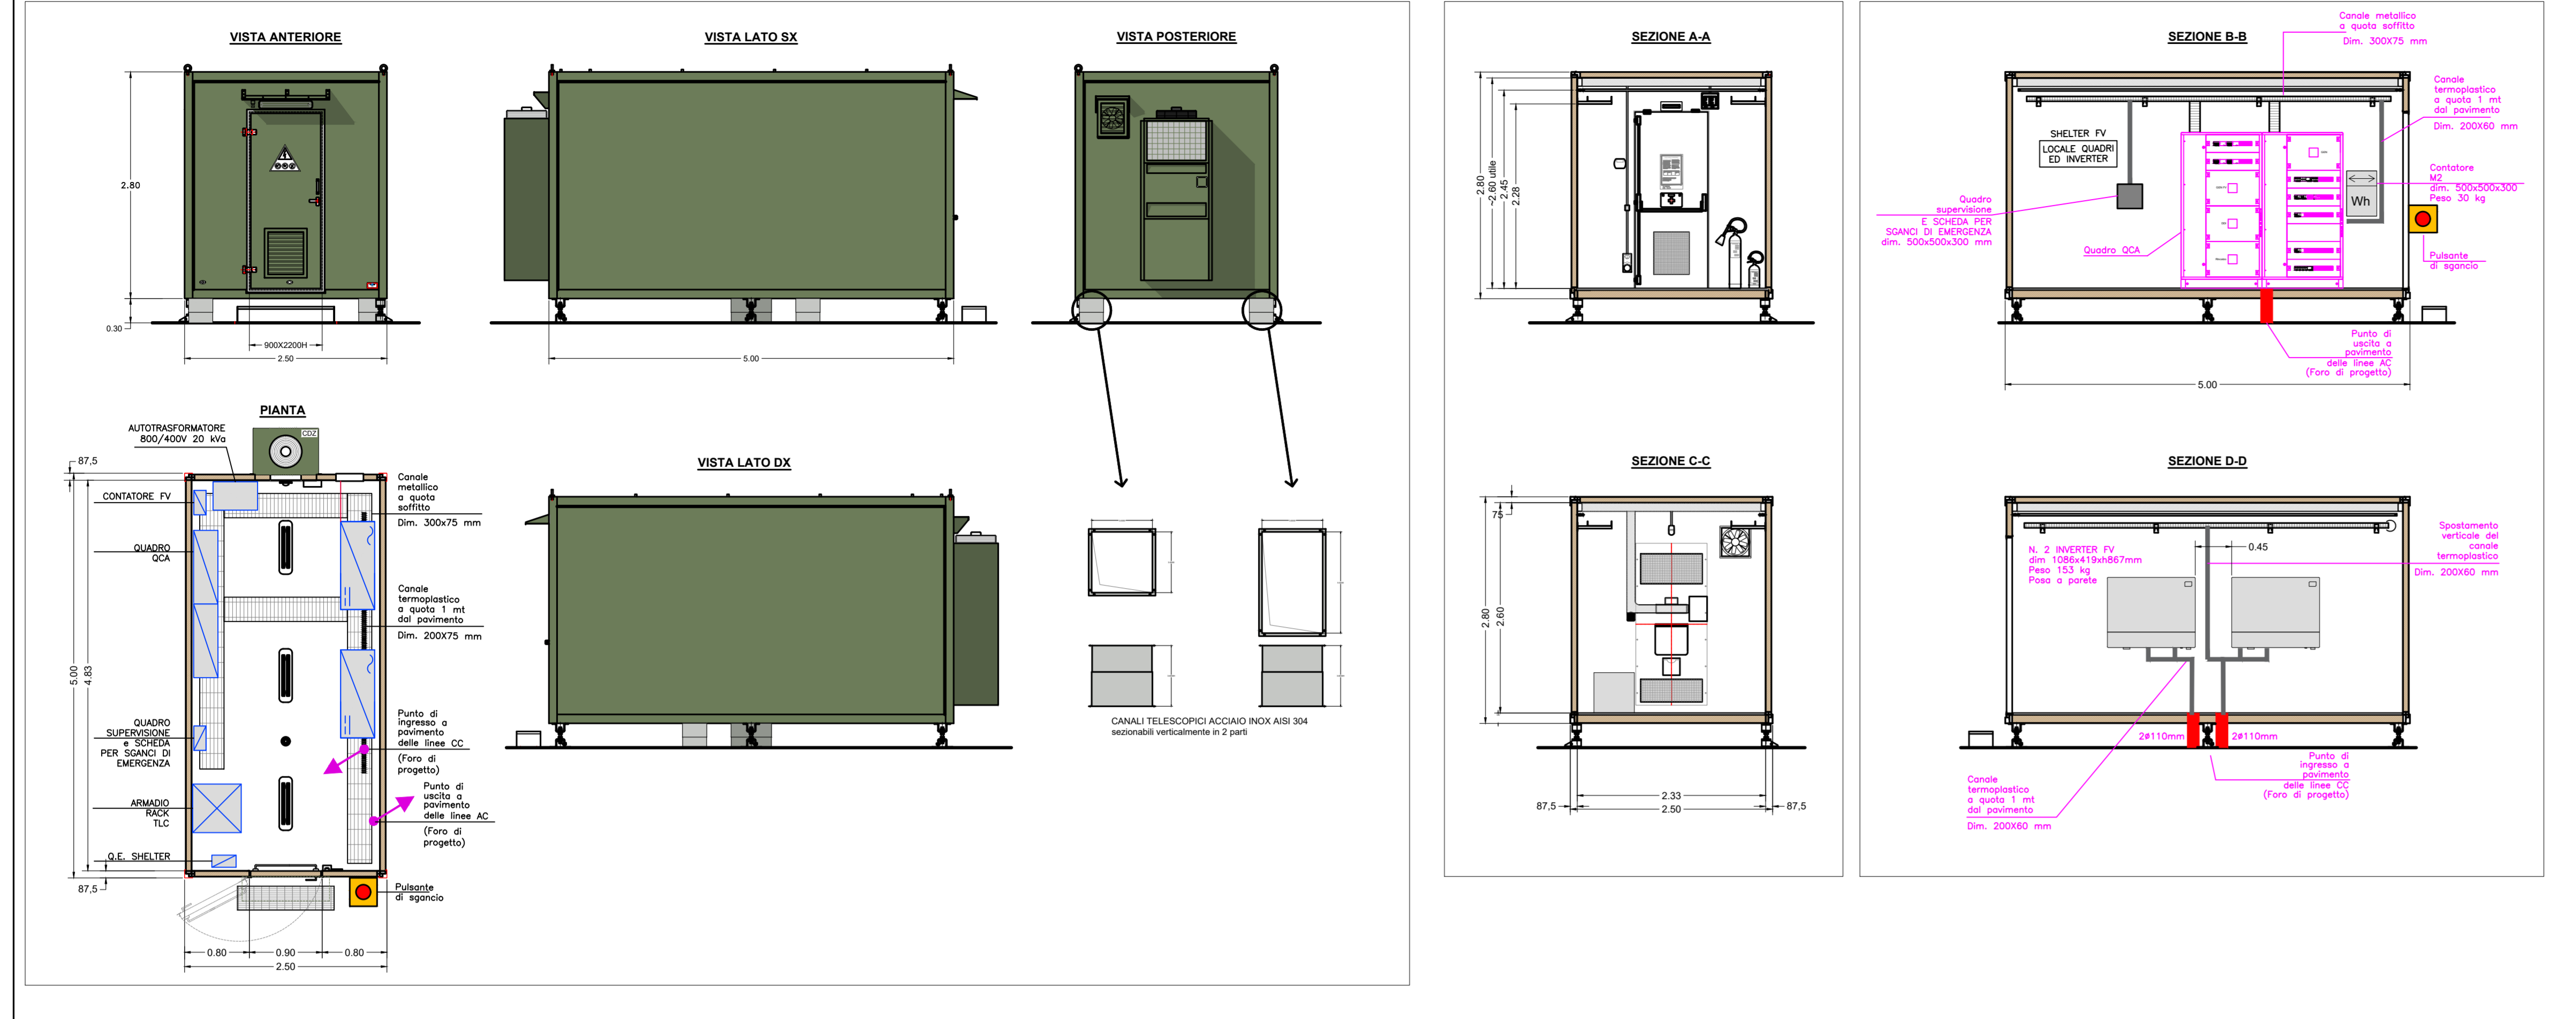 VISTA ANTERIORE
2.80
0.30
900X2200H
2.50
VISTA LATO SX
5.00
VISTA POSTERIORE
PIANTA
AUTOTRASFORMATORE
800/400V 20 kVa
CDZ
87,5
CONTATORE FV
QUADRO
QCA
5.00
4.83
QUADRO
SUPERVISIONE
e SCHEDA
PER SGANCI DI
EMERGENZA
ARMADIO
RACK
TLC
Q.E. SHELTER
87,5
Canale
metallico
a quota
soffitto
Dim. 300x75 mm
Canale
termoplastico
a quota 1 mt
dal pavimento
Dim. 200X75 mm
Punto di
ingresso a
pavimento
delle linee CC
(Foro di
progetto)
Punto di
uscita a
pavimento
delle linee AC
(Foro di
progetto)
Pulsante
di sgancio
0.80
0.90
0.80
2.50
VISTA LATO DX
CANALI TELESCOPICI ACCIAIO INOX AISI 304
sezionabili verticalmente in 2 parti
SEZIONE A-A
2.80
~2.60 utile
2.45
2.28
SEZIONE C-C
75
2.80
2.60
2.33
87,5
2.50
87,5
SEZIONE B-B
Canale metallico
a quota soffitto
Dim. 300X75 mm
Canale
termoplastico
a quota 1 mt
dal pavimento
Dim. 200X60 mm
SHELTER FV
LOCALE QUADRI
ED INVERTER
Contatore
M2
dim. 500x500x300
Peso 30 kg
Wh
Quadro
supervisione
E SCHEDA PER
SGANCI DI EMERGENZA
dim. 500x500x300 mm
Quadro QCA
Pulsante
di sgancio
Punto di
uscita a
pavimento
delle linee AC
(Foro di progetto)
5.00
SEZIONE D-D
N. 2 INVERTER FV
dim 1086x419xh867mm
Peso 153 kg
Posa a parete
0.45
Spostamento
verticale del
canale
termoplastico
Dim. 200X60 mm
2ø110mm
2ø110mm
Punto di
ingresso a
pavimento
delle linee CC
(Foro di progetto)
Canale
termoplastico
a quota 1 mt
dal pavimento
Dim. 200X60 mm